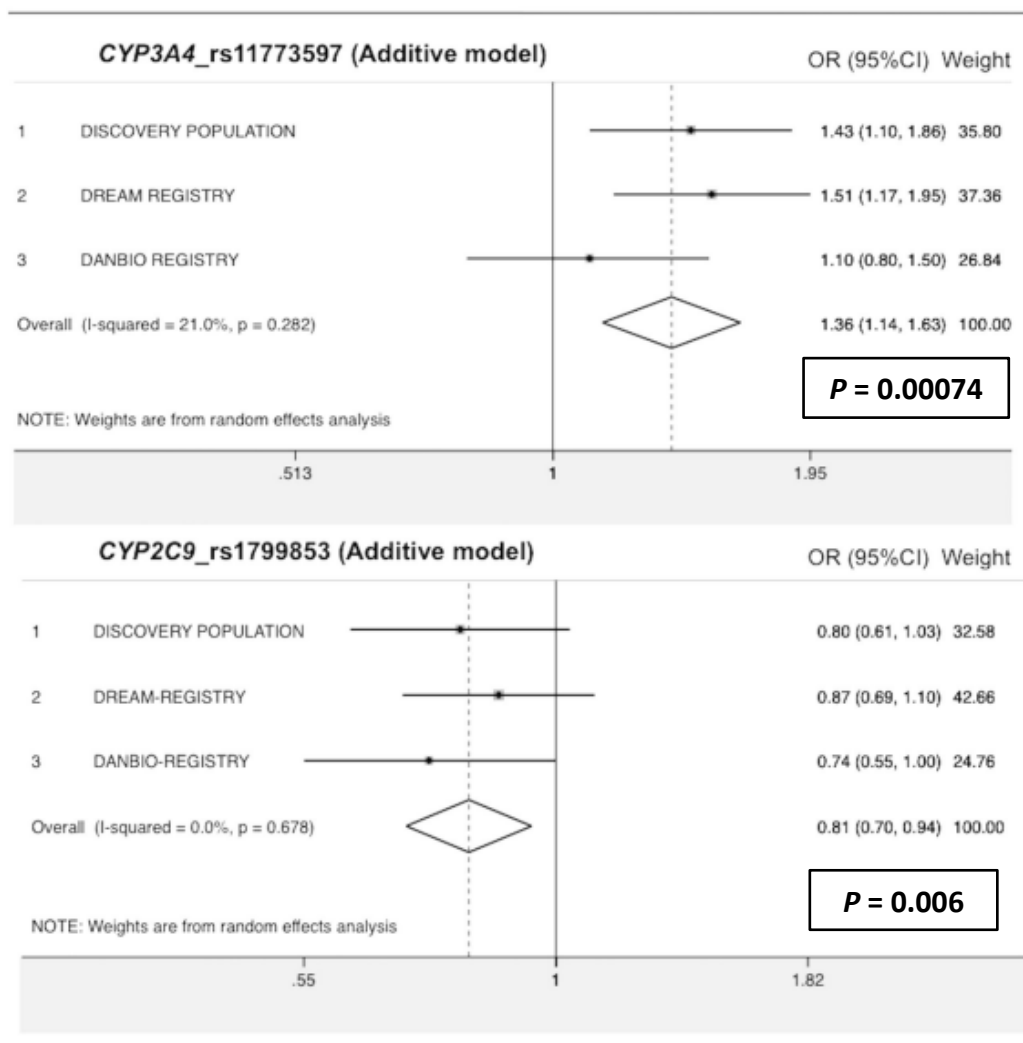 CYP3A4_rs11773597 (Additive model) OR (95%CI) Weight
1 DISCOVERY POPULATION 1.43 (1.10, 1.86) 35.80
2 DREAM REGISTRY 1.51 (1.17, 1.95) 37.36
3 DANBIO REGISTRY 1.10 (0.80, 1.50) 26.84
Overall (I-squared = 21.0%, p = 0.282) 1.36 (1.14, 1.63) 100.00
P = 0.00074
NOTE: Weights are from random effects analysis
.513 1 1.95
CYP2C9_rs1799853 (Additive model) OR (95%CI) Weight
1 DISCOVERY POPULATION 0.80 (0.61, 1.03) 32.58
2 DREAM-REGISTRY 0.87 (0.69, 1.10) 42.66
3 DANBIO-REGISTRY 0.74 (0.55, 1.00) 24.76
Overall (I-squared = 0.0%, p = 0.678) 0.81 (0.70, 0.94) 100.00
P = 0.006
NOTE: Weights are from random effects analysis
.55 1 1.82